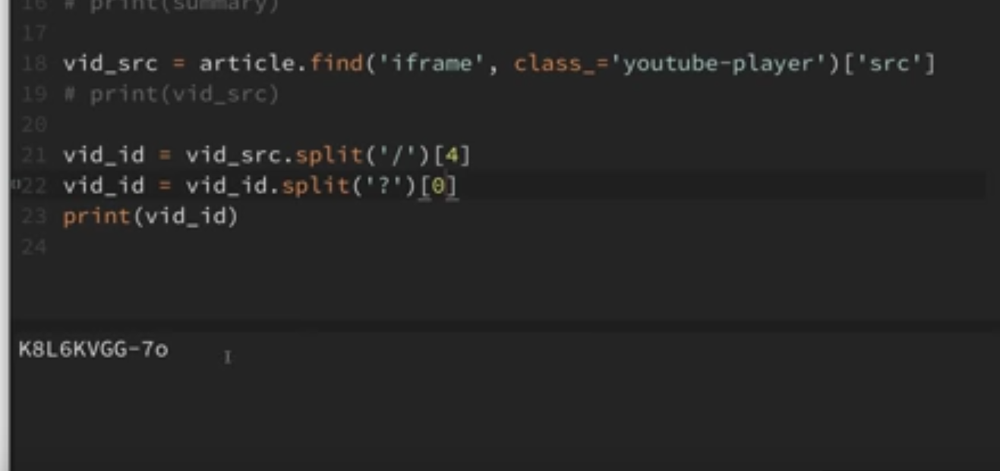 16 # print(summary)
17
18 vid_src = article.find('iframe', class_='youtube-player')['src']
19 # print(vid_src)
20
21 vid_id = vid_src.split('/')[4]
22 vid_id = vid_id.split('?')[0]
23 print(vid_id)
24
K8L6KVGG-7o